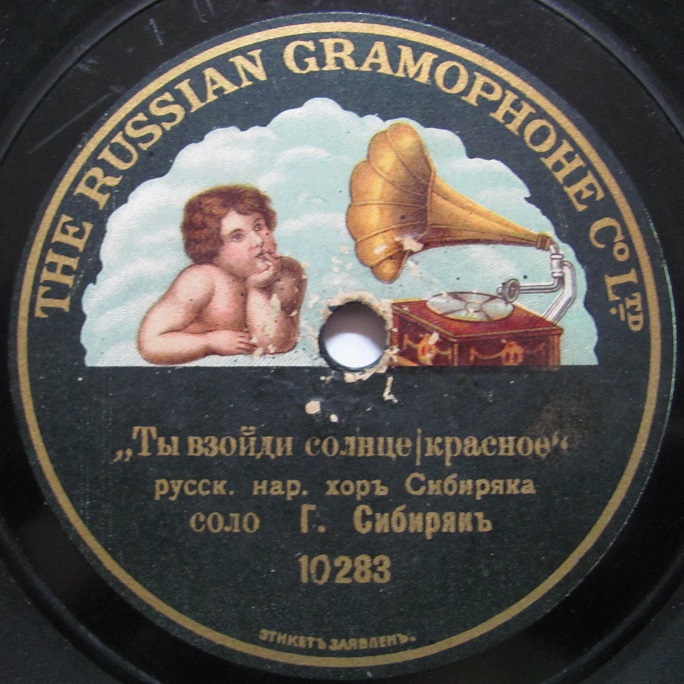 THE RUSSIAN GRAMOPHONE Co LTD
„Ты взойди солнце красное“
русск. нар. хоръ Сибиряка
соло Г. Сибирякъ
10283
ЭТИКЕТЪ ЗАЯВЛЕНЪ.